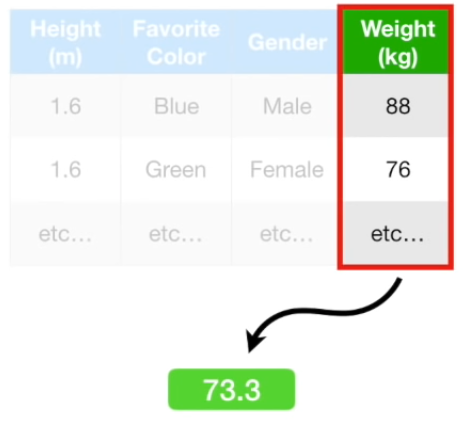 Height (m) Favorite Color Gender Weight (kg)
1.6 Blue Male 88
1.6 Green Female 76
etc... etc... etc... etc...
73.3